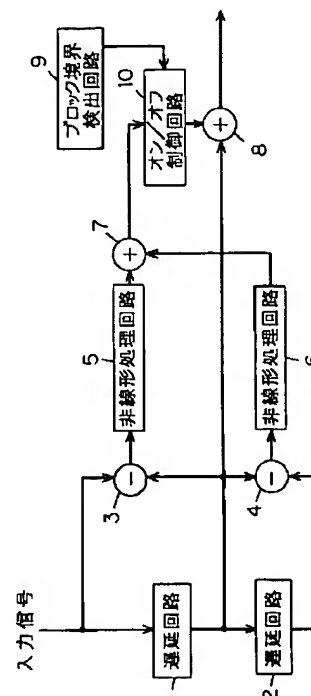 入力信号
遅延回路
2
遅延回路
3
-
4
-
5
非線形処理回路
非線形処理回路
7
+
9
ブロック境界
検出回路
10
オン/オフ
制御回路
+
8